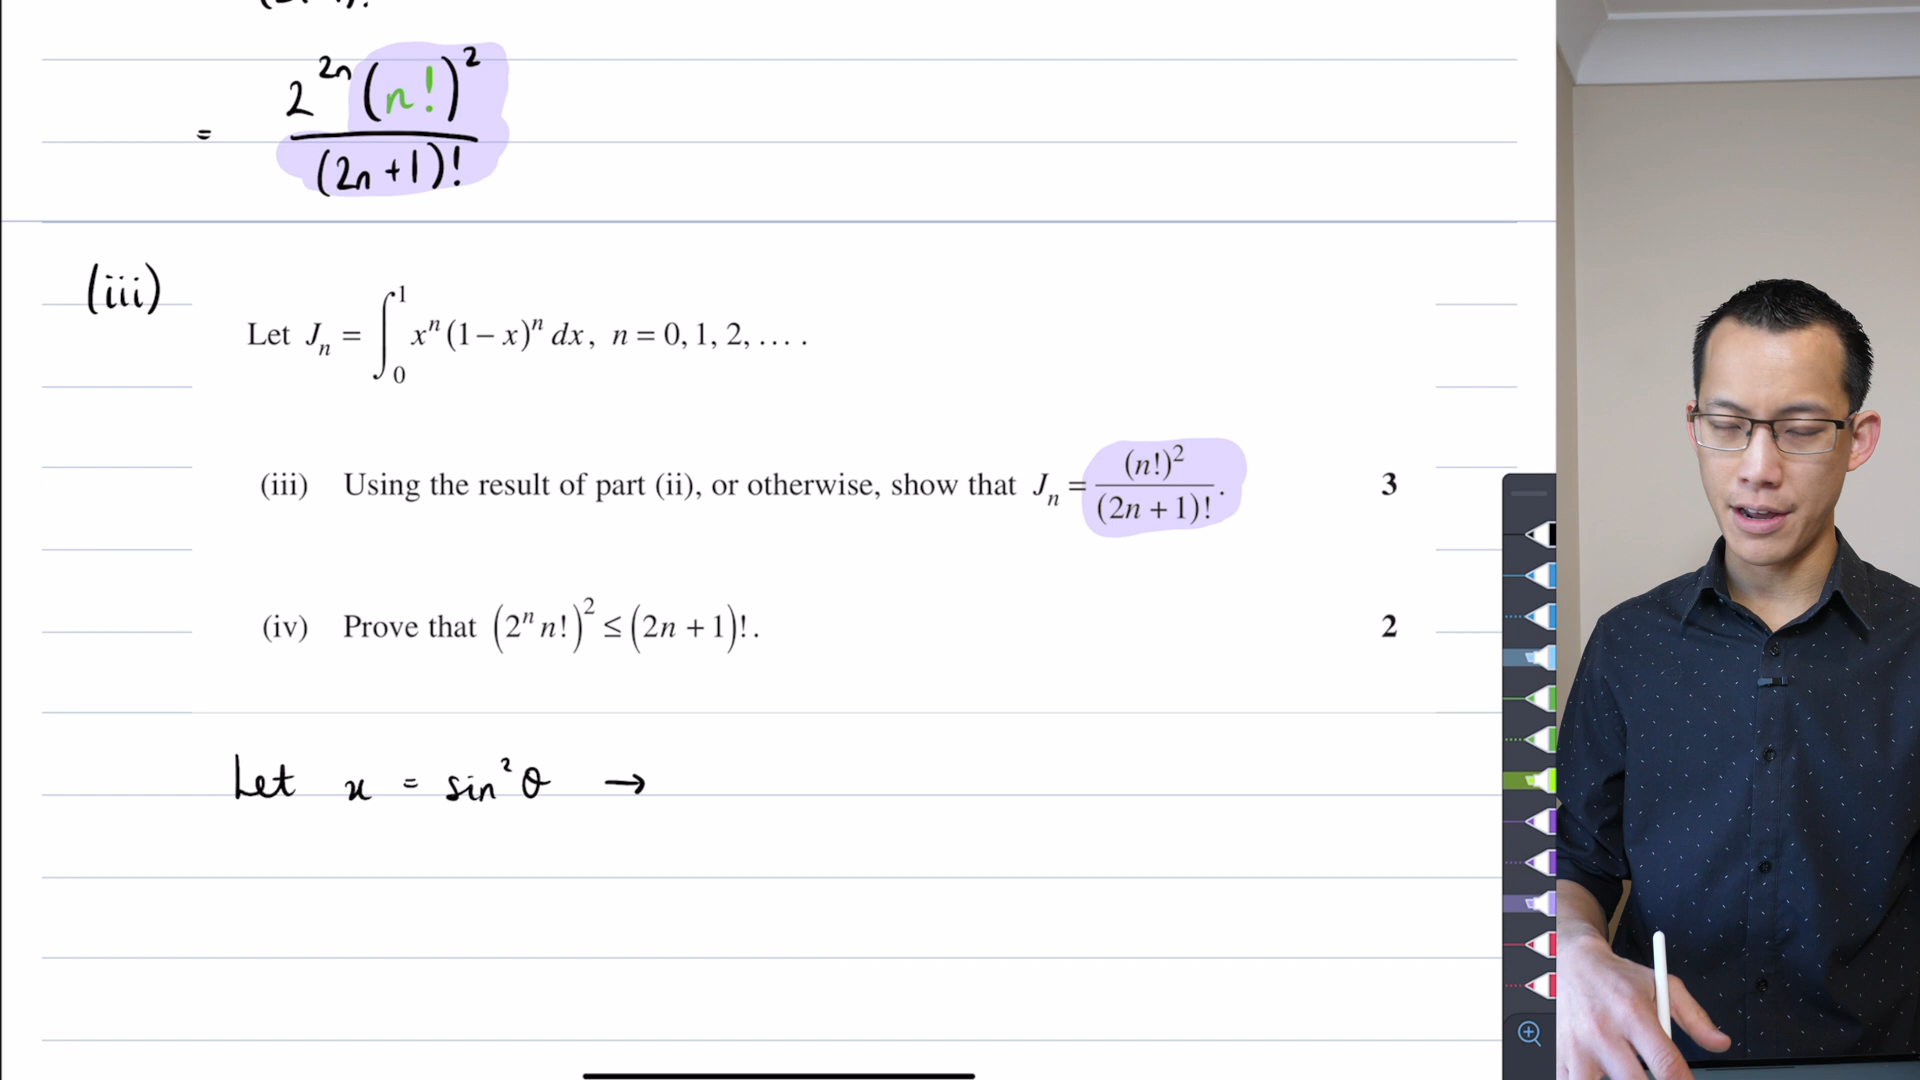 = 2^{2n} (n!)^2 / (2n+1)!
(iii)
Let J_n = ∫_0^1 x^n (1 − x)^n dx, n = 0, 1, 2, … .
(iii) Using the result of part (ii), or otherwise, show that J_n = (n!)^2 / (2n + 1)! . 3
(iv) Prove that (2^n n!)^2 ≤ (2n + 1)! . 2
Let x = sin²θ →